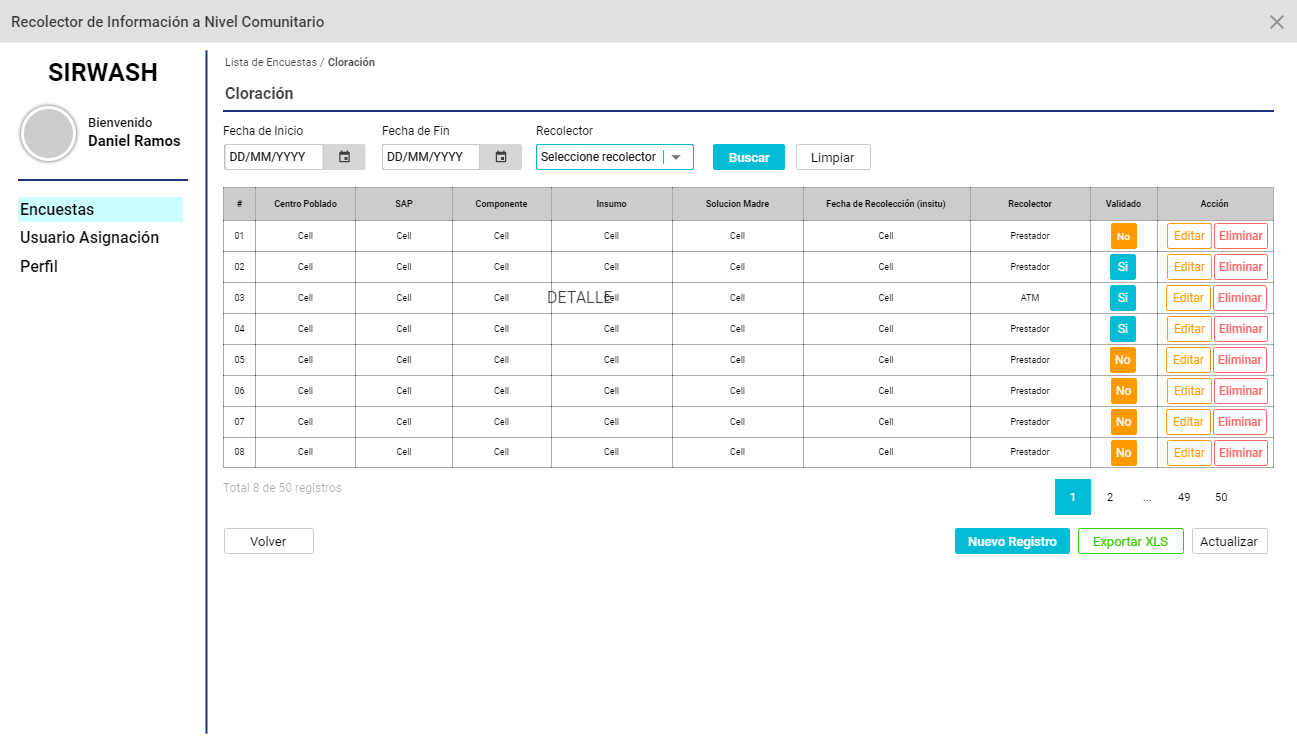 Recolector de Información a Nivel Comunitario
SIRWASH
Bienvenido
Daniel Ramos
Encuestas
Usuario Asignación
Perfil
Lista de Encuestas / Cloración
Cloración
Fecha de Inicio Fecha de Fin Recolector
DD/MM/YYYY DD/MM/YYYY Seleccione recolector Buscar Limpiar
# Centro Poblado SAP Componente Insumo Solucion Madre Fecha de Recolección (insitu) Recolector Validado Acción
01 Cell Cell Cell Cell Cell Cell Prestador No Editar Eliminar
02 Cell Cell Cell Cell Cell Cell Prestador Si Editar Eliminar
03 Cell Cell Cell DETALLE Cell Cell Cell ATM Si Editar Eliminar
04 Cell Cell Cell Cell Cell Cell Prestador Si Editar Eliminar
05 Cell Cell Cell Cell Cell Cell Prestador No Editar Eliminar
06 Cell Cell Cell Cell Cell Cell Prestador No Editar Eliminar
07 Cell Cell Cell Cell Cell Cell Prestador No Editar Eliminar
08 Cell Cell Cell Cell Cell Cell Prestador No Editar Eliminar
Total 8 de 50 registros
1 2 ... 49 50
Volver Nuevo Registro Exportar XLS Actualizar